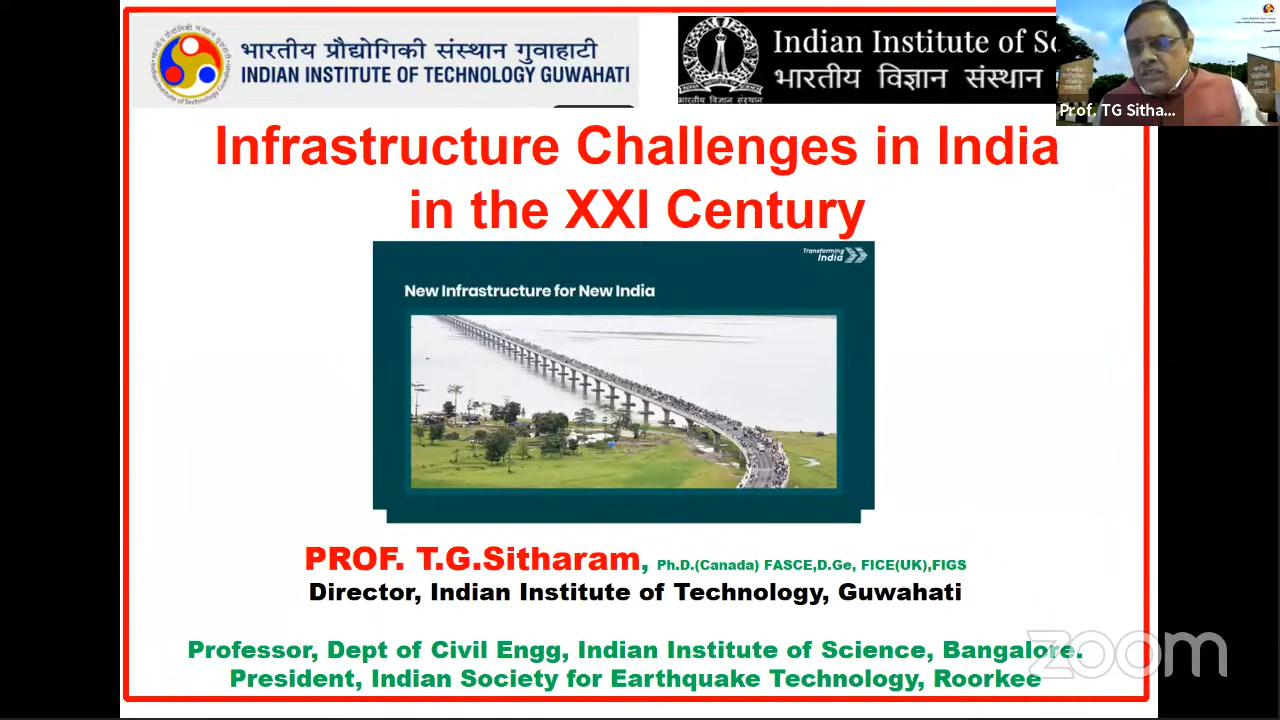 भारतीय प्रौद्योगिकी संस्थान गुवाहाटी
INDIAN INSTITUTE OF TECHNOLOGY GUWAHATI
Indian Institute of Sc
भारतीय विज्ञान संस्थान
भारतीय विज्ञान संस्थान
Prof. TG Sitha...
Infrastructure Challenges in India
in the XXI Century
Transforming
India
New Infrastructure for New India
PROF. T.G.Sitharam, Ph.D.(Canada) FASCE,D.Ge, FICE(UK),FIGS
Director, Indian Institute of Technology, Guwahati
Professor, Dept of Civil Engg, Indian Institute of Science, Bangalore.
President, Indian Society for Earthquake Technology, Roorkee
zoom